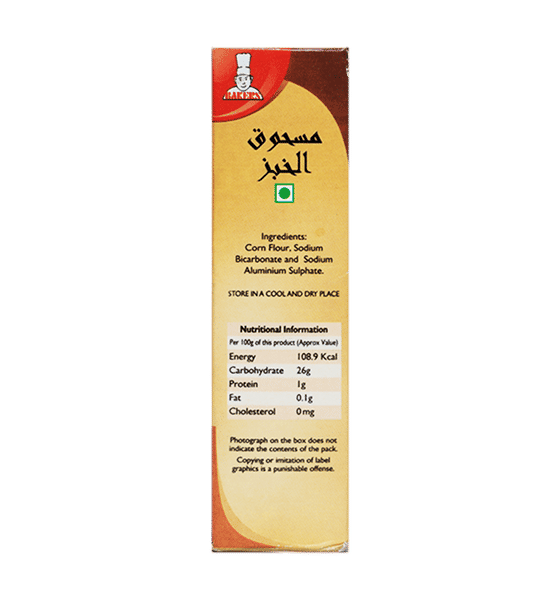 BAKERS
مسحوق
الخبز
Ingredients:
Corn Flour, Sodium
Bicarbonate and Sodium
Aluminium Sulphate.
STORE IN A COOL AND DRY PLACE
Nutritional Information
Per 100g of this product (Approx Value)
Energy 108.9 Kcal
Carbohydrate 26g
Protein 1g
Fat 0.1g
Cholesterol 0 mg
Photograph on the box does not
indicate the contents of the pack.
Copying or imitation of label
graphics is a punishable offense.